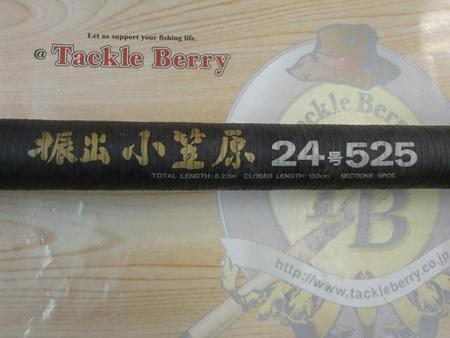 Let us support your fishing life.
@ Tackle Berry
Tackle Berry
振出 小笠原 24号525
TOTAL LENGTH: 5.22m CLOSED LENGTH: 130cm SECTIONS: 5PCS.
B
http://www.tackleberry.co.jp